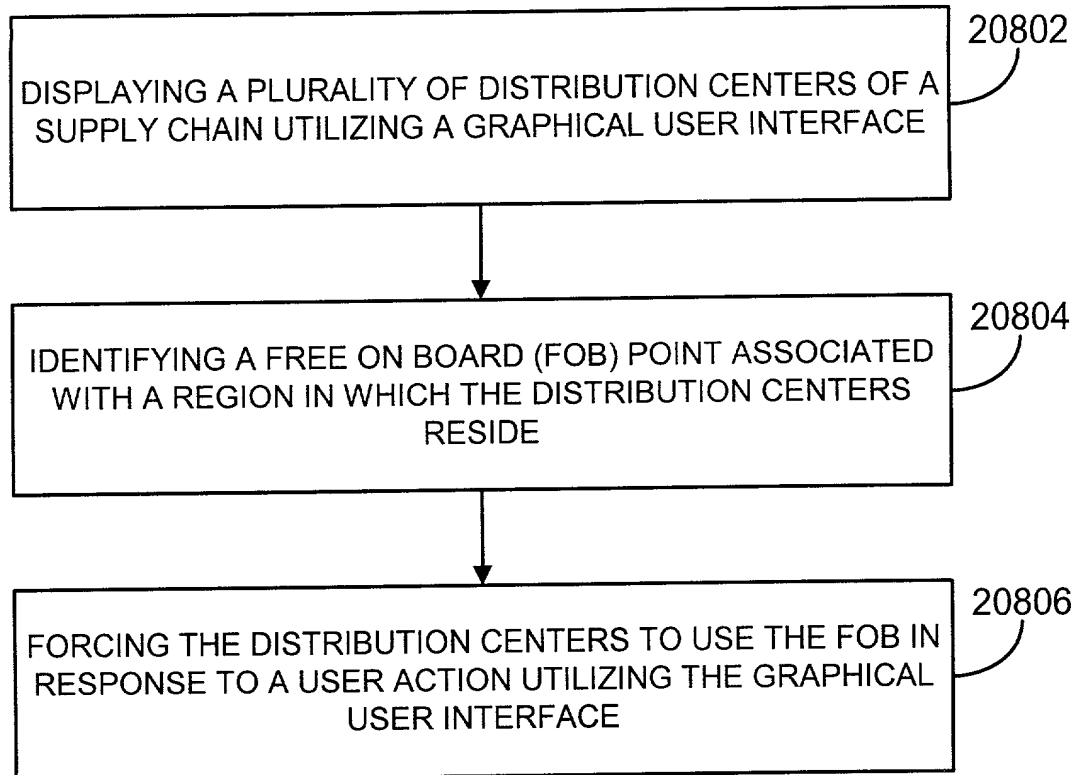 20802
DISPLAYING A PLURALITY OF DISTRIBUTION CENTERS OF A
SUPPLY CHAIN UTILIZING A GRAPHICAL USER INTERFACE
20804
IDENTIFYING A FREE ON BOARD (FOB) POINT ASSOCIATED
WITH A REGION IN WHICH THE DISTRIBUTION CENTERS
RESIDE
20806
FORCING THE DISTRIBUTION CENTERS TO USE THE FOB IN
RESPONSE TO A USER ACTION UTILIZING THE GRAPHICAL
USER INTERFACE